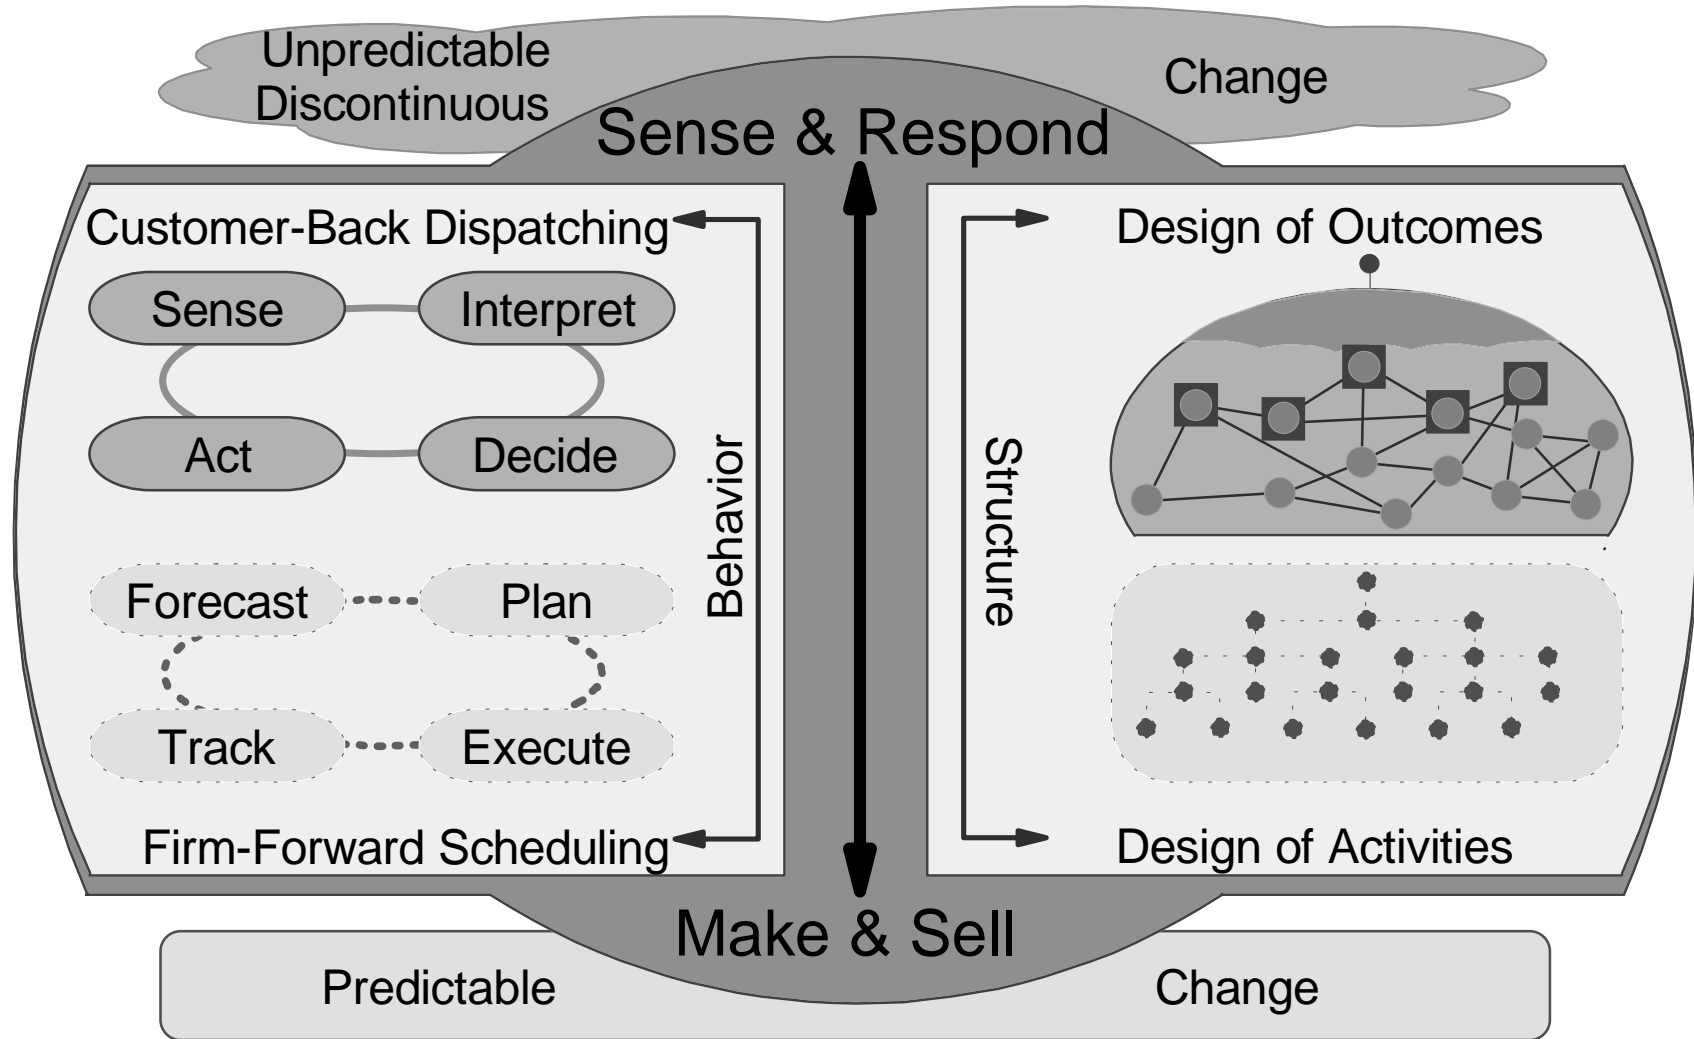 Unpredictable
Discontinuous
Change
Sense & Respond
Customer-Back Dispatching
Sense
Interpret
Act
Decide
Behavior
Forecast
Plan
Track
Execute
Firm-Forward Scheduling
Structure
Design of Outcomes
Design of Activities
Make & Sell
Predictable
Change